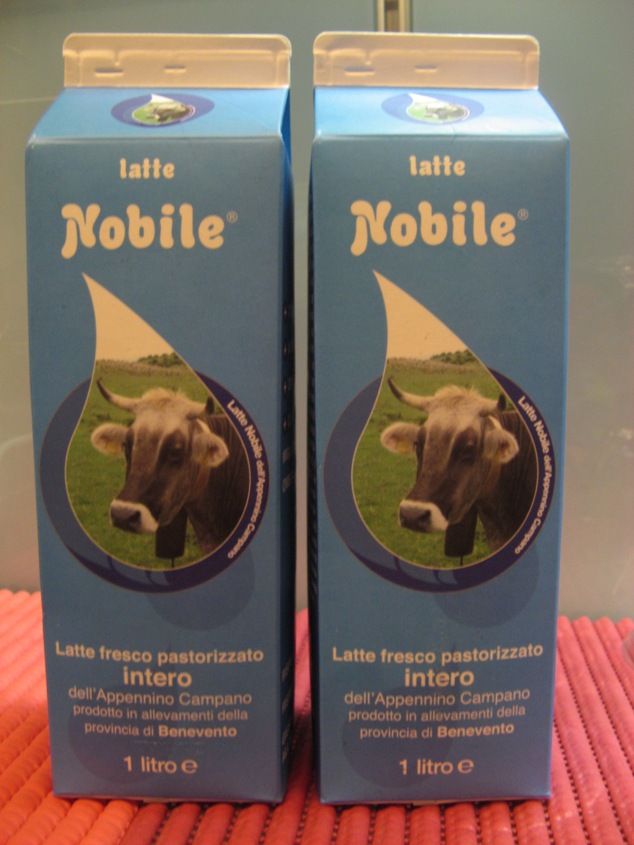 latte
Nobile®
Latte Nobile dell'Appennino Campano
Latte fresco pastorizzato
intero
dell'Appennino Campano
prodotto in allevamenti della
provincia di Benevento
1 litro e
latte
Nobile®
Latte Nobile dell'Appennino Campano
Latte fresco pastorizzato
intero
dell'Appennino Campano
prodotto in allevamenti della
provincia di Benevento
1 litro e